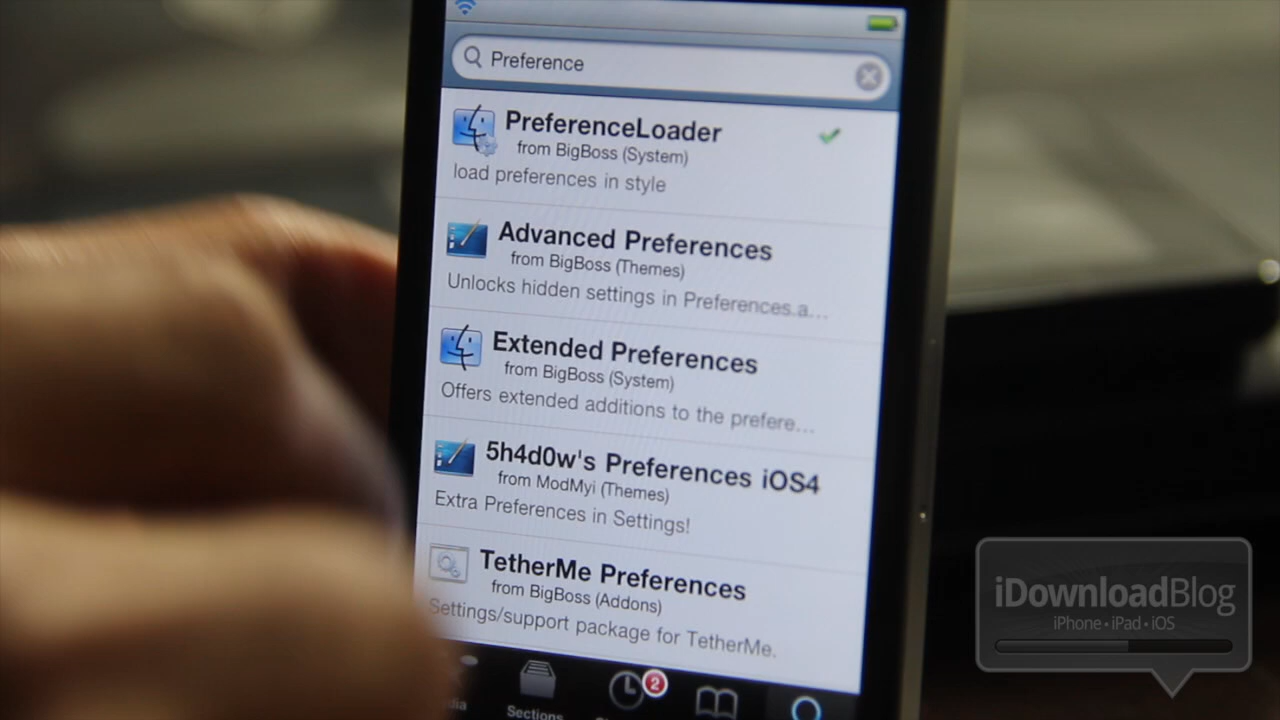 Preference
PreferenceLoader
from BigBoss (System)
load preferences in style
Advanced Preferences
from BigBoss (Themes)
Unlocks hidden settings in Preferences.a...
Extended Preferences
from BigBoss (System)
Offers extended additions to the prefere...
5h4d0w's Preferences iOS4
from ModMyi (Themes)
Extra Preferences in Settings!
TetherMe Preferences
from BigBoss (Addons)
Settings/support package for TetherMe.
Sections
2
iDownloadBlog
iPhone • iPad • iOS